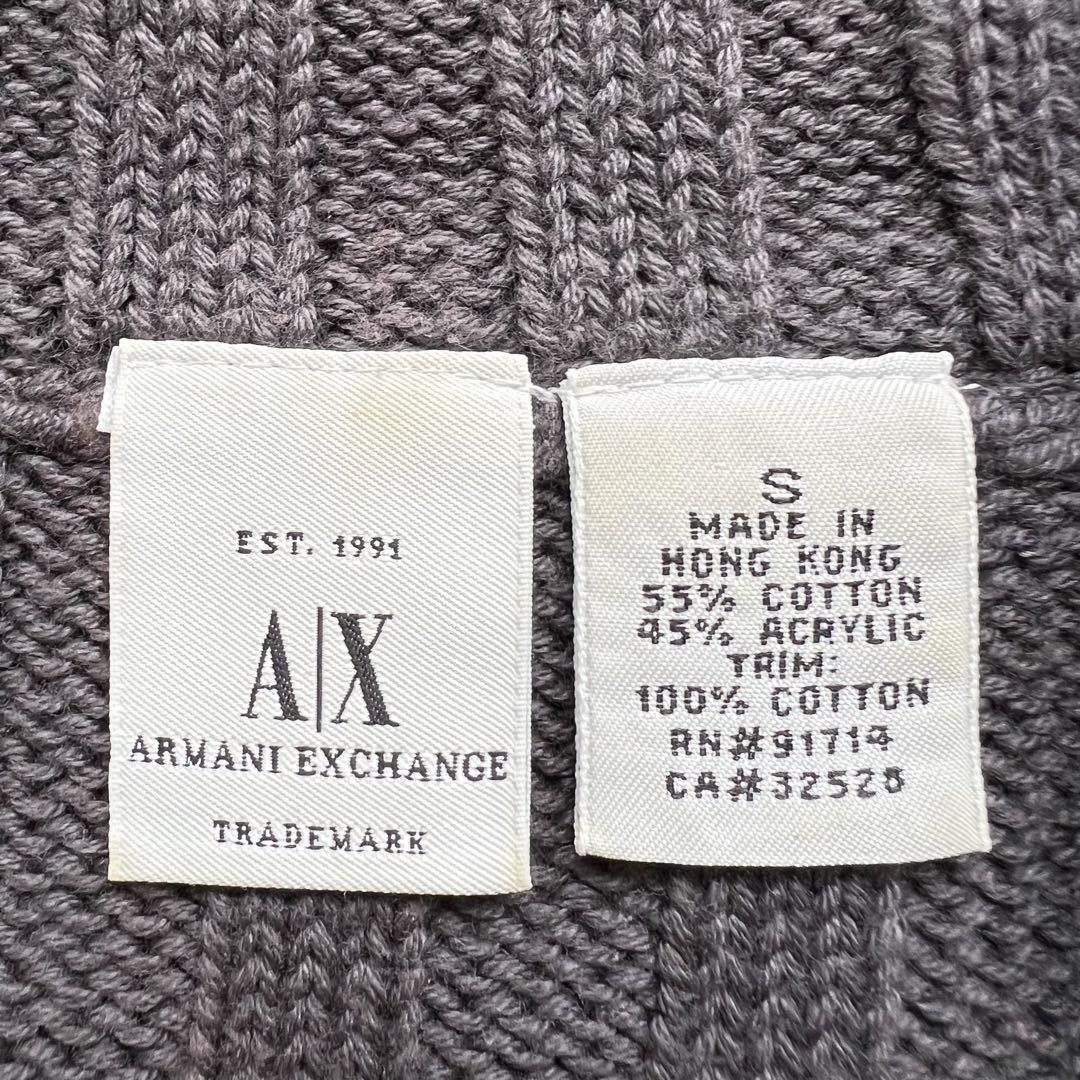 EST. 1991
A|X
ARMANI EXCHANGE
TRADEMARK
S
MADE IN
HONG KONG
55% COTTON
45% ACRYLIC
TRIM:
100% COTTON
RN#91714
CA#32528